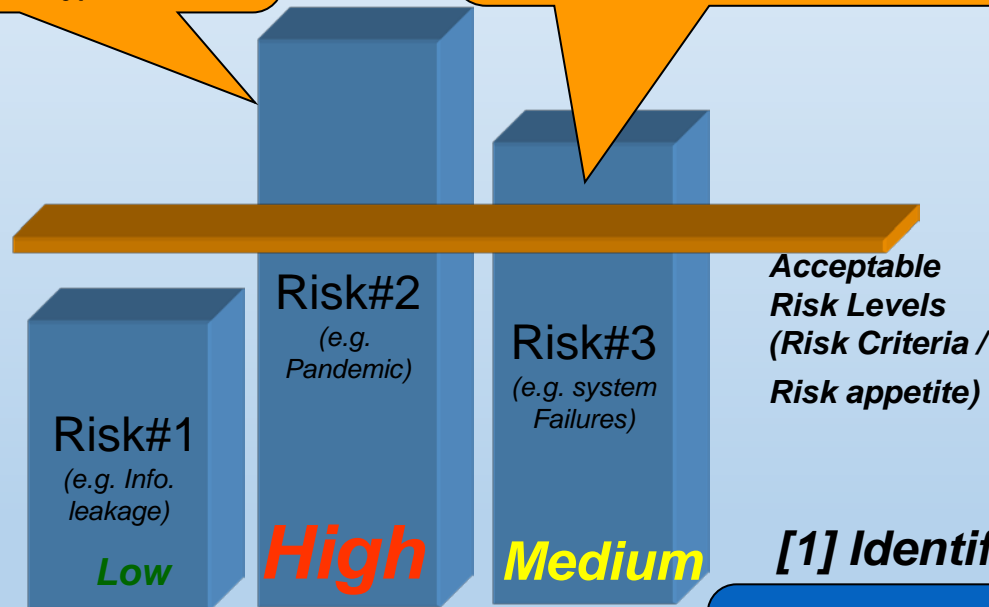 Risk#2
(e.g.
Pandemic)
Risk#3
(e.g. system
Failures)
Risk#1
(e.g. Info.
leakage)
Acceptable
Risk Levels
(Risk Criteria /
Risk appetite)
Low
High
Medium
[1] Identif